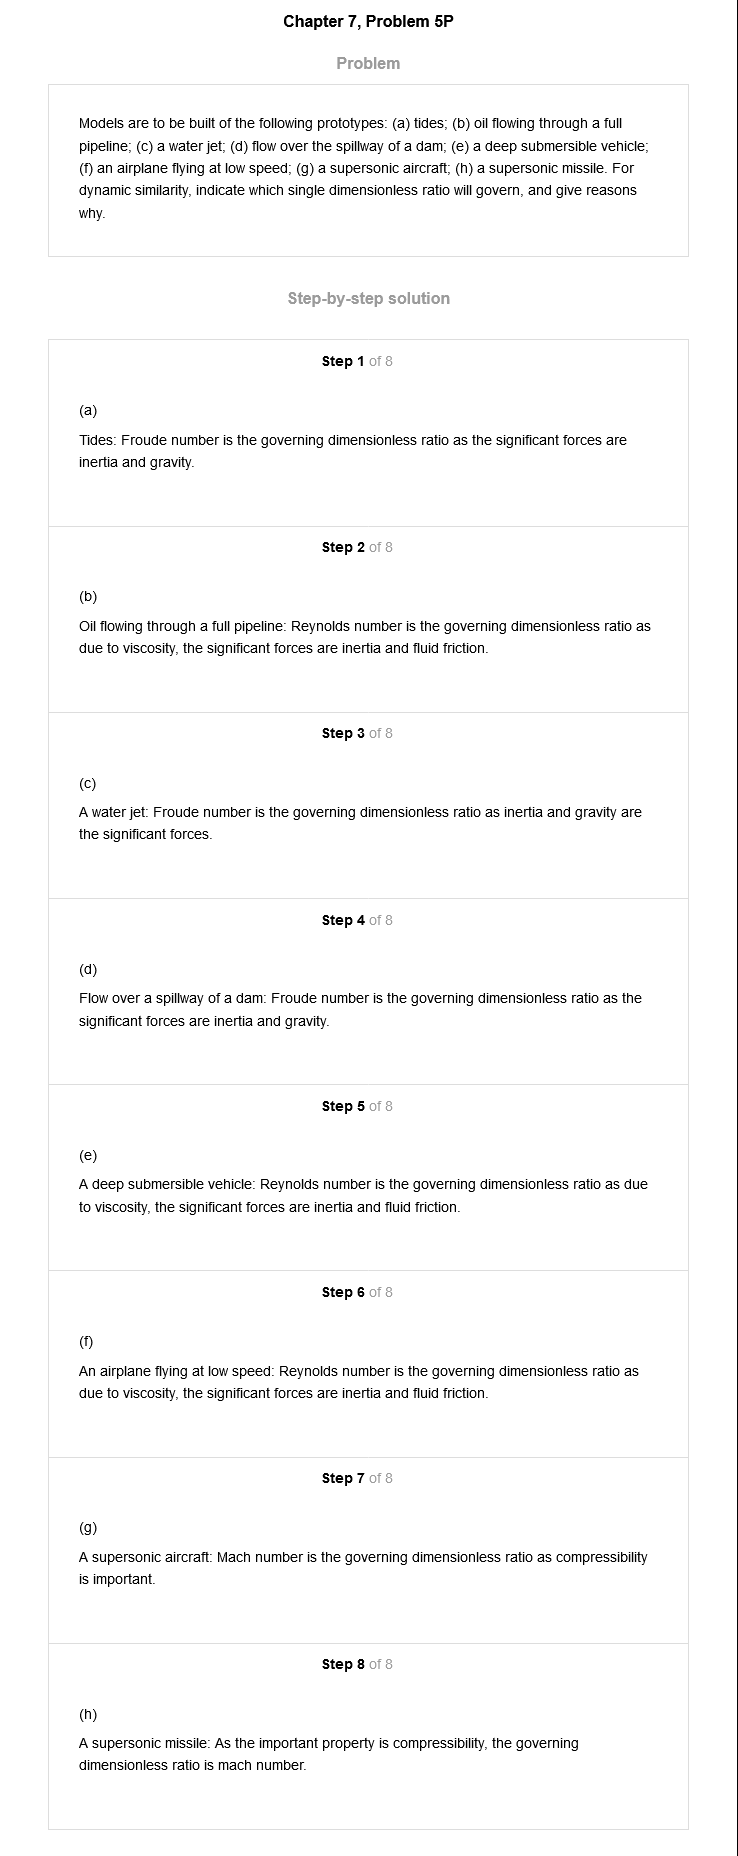 Chapter 7, Problem 5P
Problem
Models are to be built of the following prototypes: (a) tides; (b) oil flowing through a full
pipeline; (c) a water jet; (d) flow over the spillway of a dam; (e) a deep submersible vehicle;
(f) an airplane flying at low speed; (g) a supersonic aircraft; (h) a supersonic missile. For
dynamic similarity, indicate which single dimensionless ratio will govern, and give reasons
why.
Step-by-step solution
Step 1 of 8
(a)
Tides: Froude number is the governing dimensionless ratio as the significant forces are
inertia and gravity.
Step 2 of 8
(b)
Oil flowing through a full pipeline: Reynolds number is the governing dimensionless ratio as
due to viscosity, the significant forces are inertia and fluid friction.
Step 3 of 8
(c)
A water jet: Froude number is the governing dimensionless ratio as inertia and gravity are
the significant forces.
Step 4 of 8
(d)
Flow over a spillway of a dam: Froude number is the governing dimensionless ratio as the
significant forces are inertia and gravity.
Step 5 of 8
(e)
A deep submersible vehicle: Reynolds number is the governing dimensionless ratio as due
to viscosity, the significant forces are inertia and fluid friction.
Step 6 of 8
(f)
An airplane flying at low speed: Reynolds number is the governing dimensionless ratio as
due to viscosity, the significant forces are inertia and fluid friction.
Step 7 of 8
(g)
A supersonic aircraft: Mach number is the governing dimensionless ratio as compressibility
is important.
Step 8 of 8
(h)
A supersonic missile: As the important property is compressibility, the governing
dimensionless ratio is mach number.